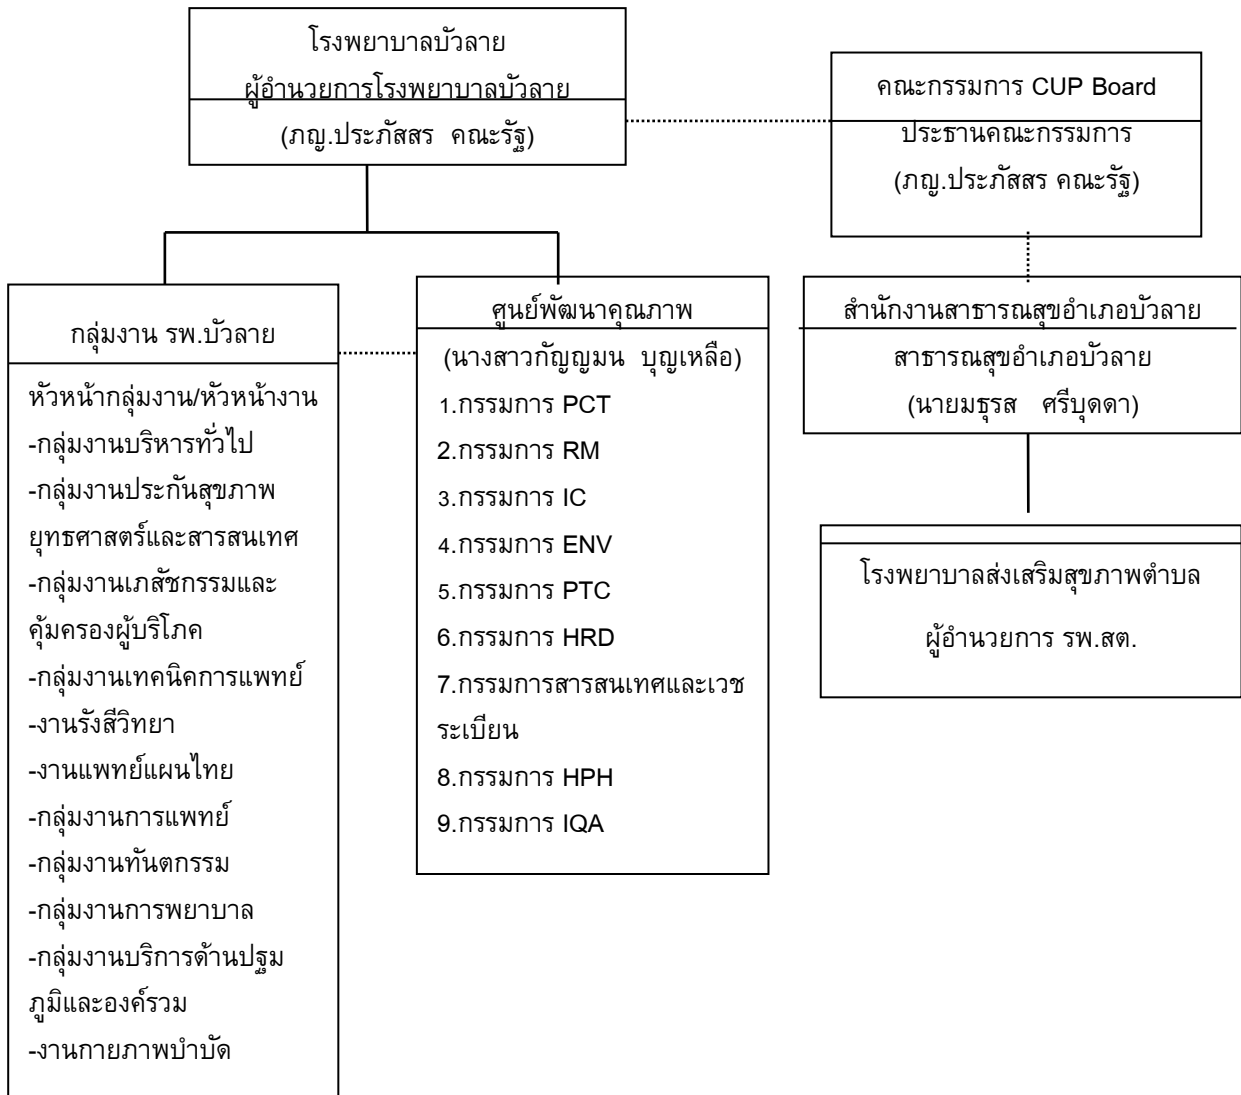 โรงพยาบาลบัวลาย
ผู้อำนวยการโรงพยาบาลบัวลาย
(ภญ.ประภัสสร  คณะรัฐ)
คณะกรรมการ CUP Board
ประธานคณะกรรมการ
(ภญ.ประภัสสร คณะรัฐ)
กลุ่มงาน รพ.บัวลาย
หัวหน้ากลุ่มงาน/หัวหน้างาน
-กลุ่มงานบริหารทั่วไป
-กลุ่มงานประกันสุขภาพ
ยุทธศาสตร์และสารสนเทศ
-กลุ่มงานเภสัชกรรมและ
คุ้มครองผู้บริโภค
-กลุ่มงานเทคนิคการแพทย์
-งานรังสีวิทยา
-งานแพทย์แผนไทย
-กลุ่มงานการแพทย์
-กลุ่มงานทันตกรรม
-กลุ่มงานการพยาบาล
-กลุ่มงานบริการด้านปฐม
ภูมิและองค์รวม
-งานกายภาพบำบัด
ศูนย์พัฒนาคุณภาพ
(นางสาวกัญญมน  บุญเหลือ)
1.กรรมการ PCT
2.กรรมการ RM
3.กรรมการ IC
4.กรรมการ ENV
5.กรรมการ PTC
6.กรรมการ HRD
7.กรรมการสารสนเทศและเวช
ระเบียน
8.กรรมการ HPH
9.กรรมการ IQA
สำนักงานสาธารณสุขอำเภอบัวลาย
สาธารณสุขอำเภอบัวลาย
(นายมธุรส  ศรีบุดดา)
โรงพยาบาลส่งเสริมสุขภาพตำบล
ผู้อำนวยการ รพ.สต.